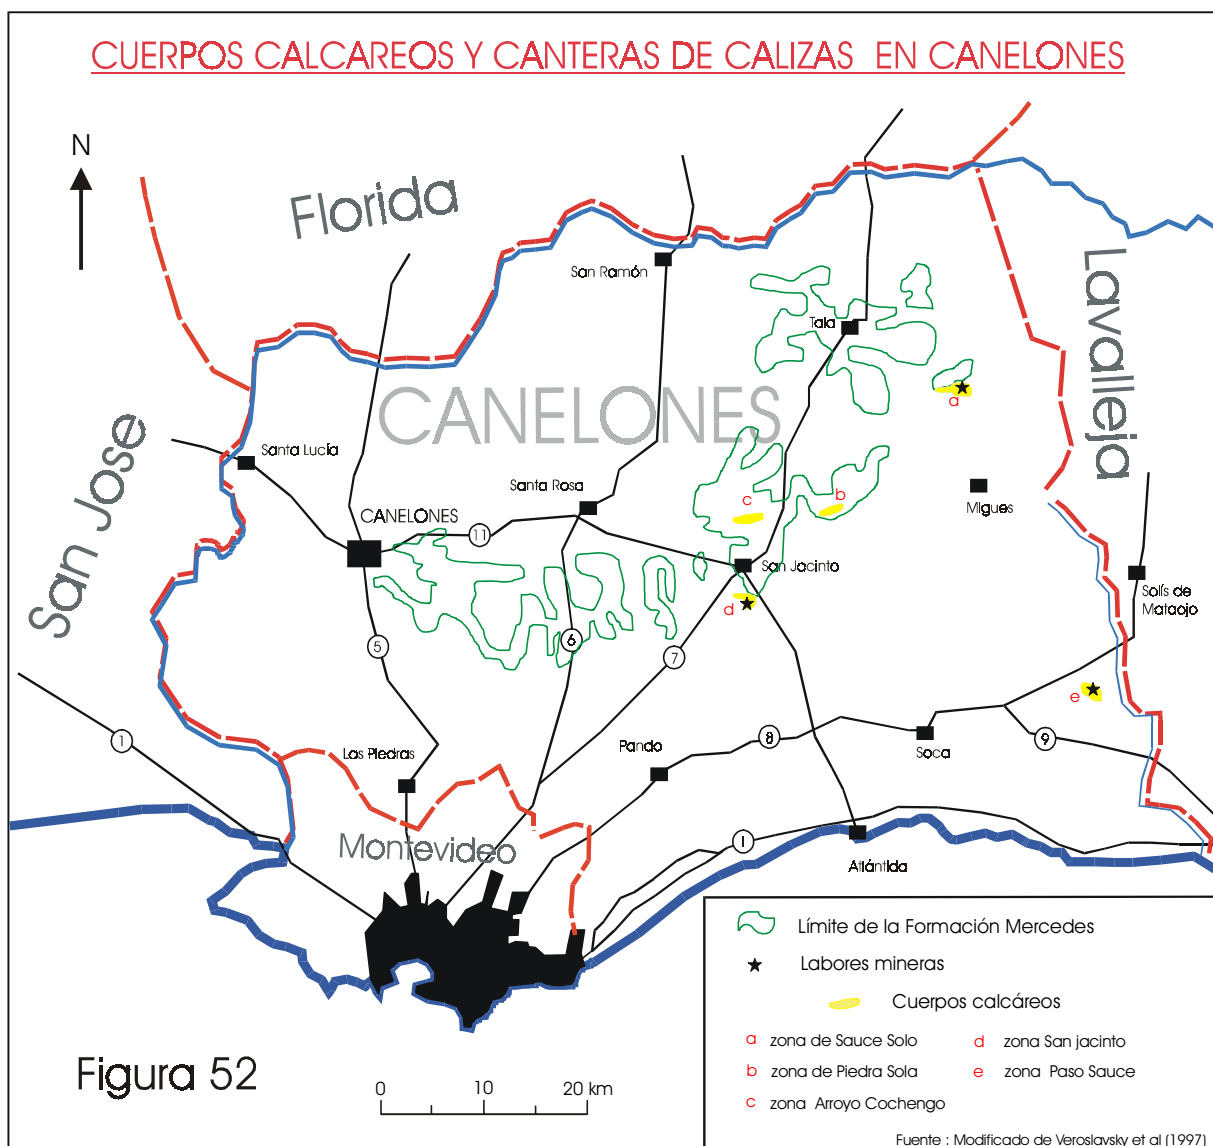 CUERPOS CALCAREOS Y CANTERAS DE CALIZAS EN CANELONES
N
Florida
San Ramón
Lavalleja
Tala
CANELONES
a
San Jose
Santa Lucía
Santa Rosa
c
b
Migues
CANELONES
11
San Jacinto
Solís de
Mataojo
d
5
6
7
e
1
Las Piedras
Pando
8
Soca
9
Montevideo
I
Atlántida
Límite de la Formación Mercedes
Labores mineras
Cuerpos calcáreos
a zona de Sauce Solo
d zona San jacinto
b zona de Piedra Sola
e zona Paso Sauce
c zona Arroyo Cochengo
Figura 52
0 10 20 km
Fuente : Modificado de Veroslavsky et al (1997)